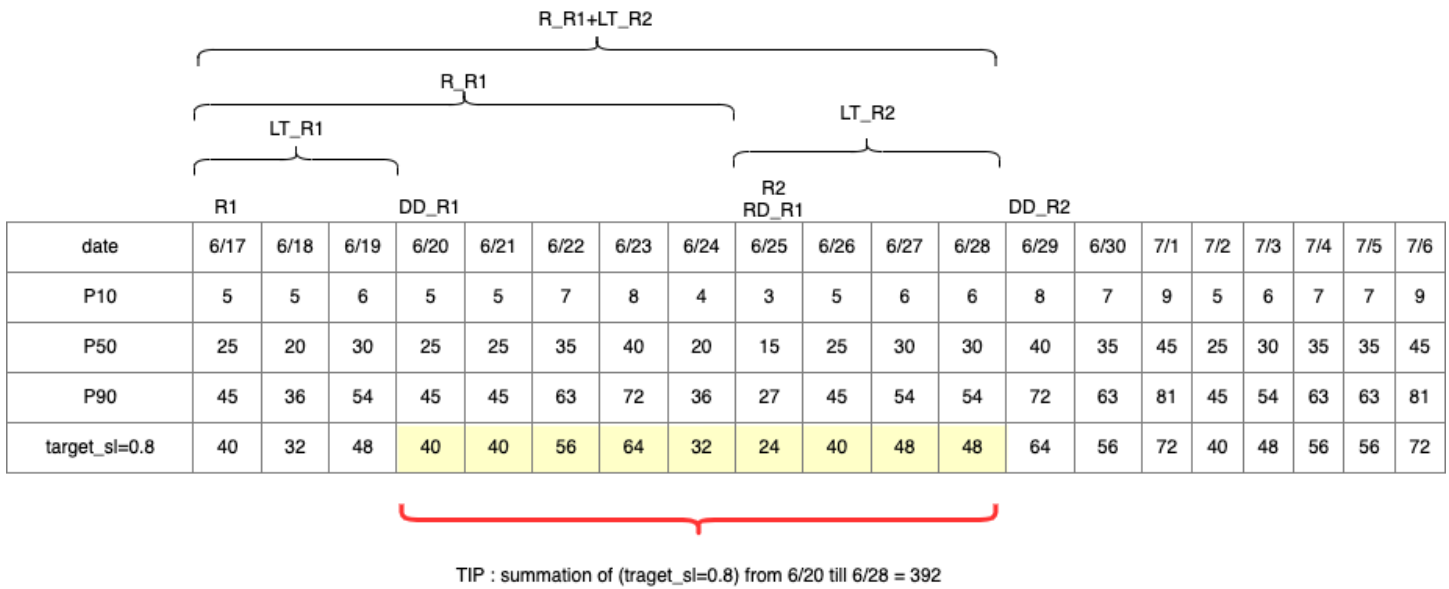 R_R1+LT_R2
R_R1
LT_R1
LT_R2
R1
DD_R1
R2
RD_R1
DD_R2
date 6/17 6/18 6/19 6/20 6/21 6/22 6/23 6/24 6/25 6/26 6/27 6/28 6/29 6/30 7/1 7/2 7/3 7/4 7/5 7/6
P10 5 5 6 5 5 7 8 4 3 5 6 6 8 7 9 5 6 7 7 9
P50 25 20 30 25 25 35 40 20 15 25 30 30 40 35 45 25 30 35 35 45
P90 45 36 54 45 45 63 72 36 27 45 54 54 72 63 81 45 54 63 63 81
target_sl=0.8 40 32 48 40 40 56 64 32 24 40 48 48 64 56 72 40 48 56 56 72
TIP : summation of (traget_sl=0.8) from 6/20 till 6/28 = 392